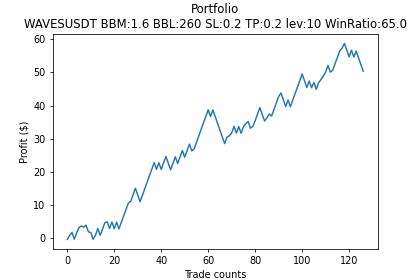 Portfolio
WAVESUSDT BBM:1.6 BBL:260 SL:0.2 TP:0.2 lev:10 WinRatio:65.0
60
50
40
30
20
10
0
Profit ($)
0 20 40 60 80 100 120
Trade counts